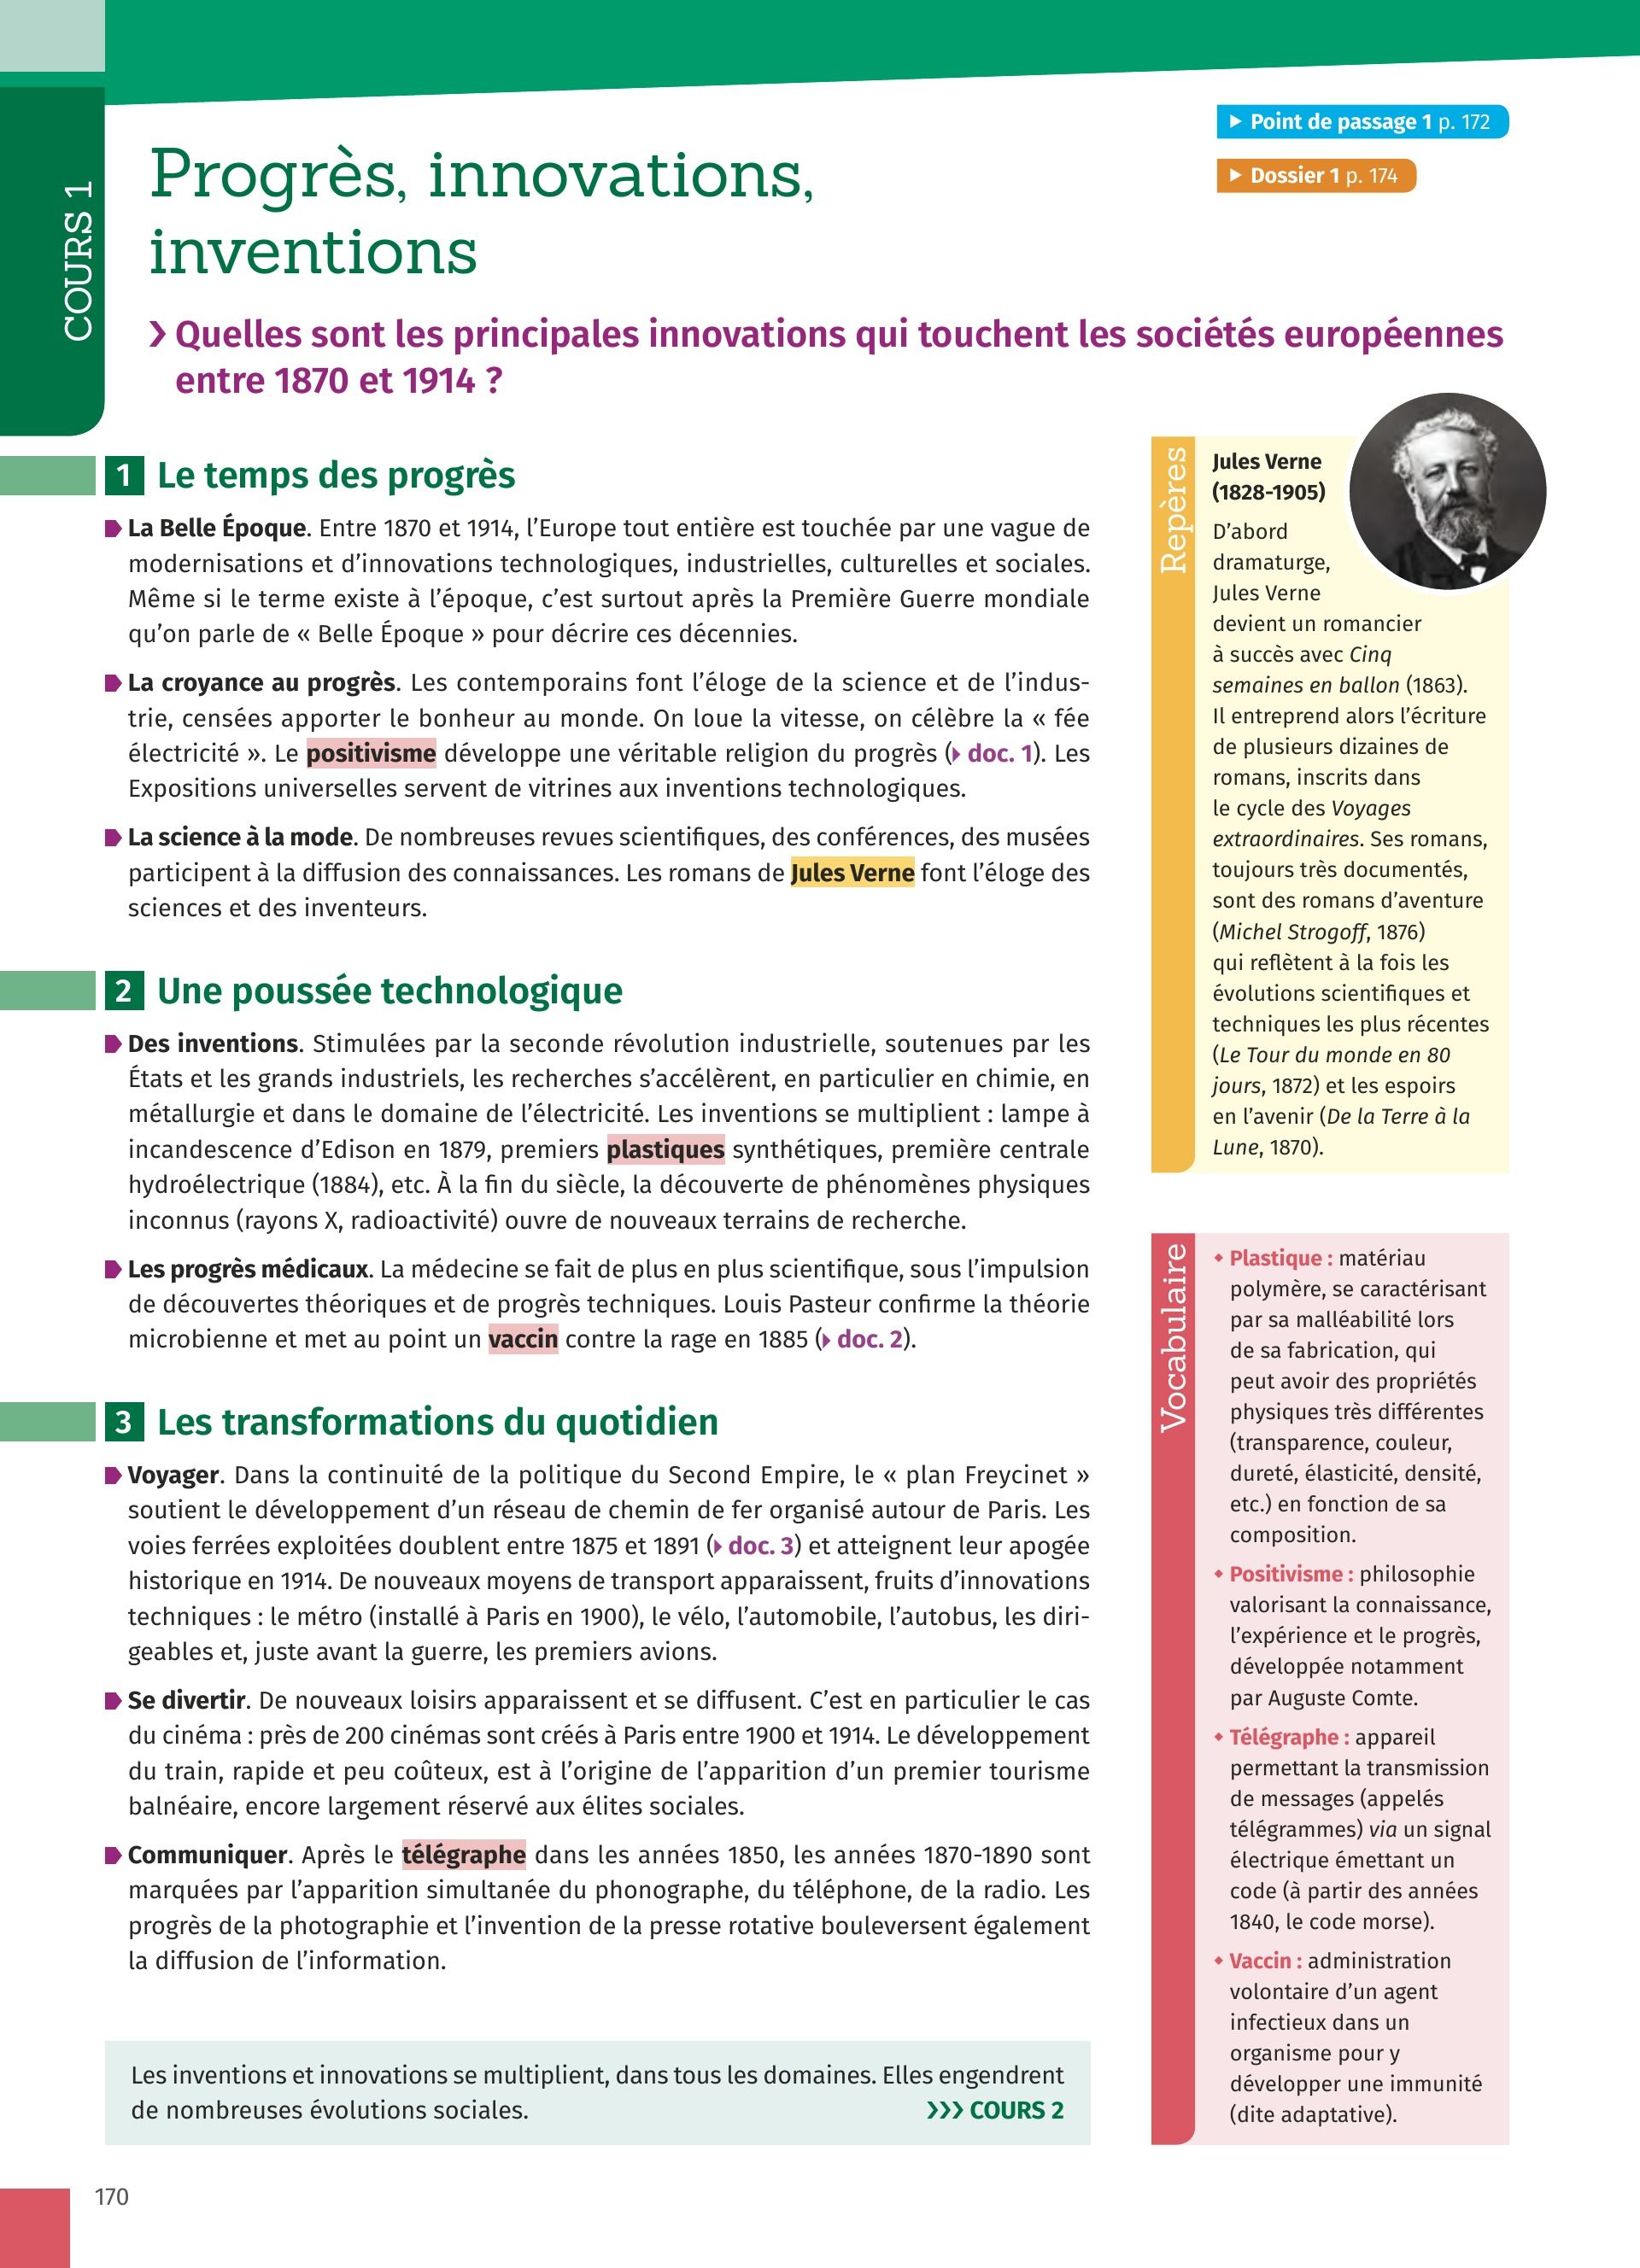 COURS 1
Point de passage 1 p. 172
Dossier 1 p. 174
Progrès, innovations,
inventions
Quelles sont les principales innovations qui touchent les sociétés européennes
entre 1870 et 1914 ?
1 Le temps des progrès
La Belle Époque. Entre 1870 et 1914, l’Europe tout entière est touchée par une vague de
modernisations et d’innovations technologiques, industrielles, culturelles et sociales.
Même si le terme existe à l’époque, c’est surtout après la Première Guerre mondiale
qu’on parle de « Belle Époque » pour décrire ces décennies.
La croyance au progrès. Les contemporains font l’éloge de la science et de l’indus-
trie, censées apporter le bonheur au monde. On loue la vitesse, on célèbre la « fée
électricité ». Le positivisme développe une véritable religion du progrès (doc. 1). Les
Expositions universelles servent de vitrines aux inventions technologiques.
La science à la mode. De nombreuses revues scientifiques, des conférences, des musées
participent à la diffusion des connaissances. Les romans de Jules Verne font l’éloge des
sciences et des inventeurs.
2 Une poussée technologique
Des inventions. Stimulées par la seconde révolution industrielle, soutenues par les
États et les grands industriels, les recherches s’accélèrent, en particulier en chimie, en
métallurgie et dans le domaine de l’électricité. Les inventions se multiplient : lampe à
incandescence d’Edison en 1879, premiers plastiques synthétiques, première centrale
hydroélectrique (1884), etc. À la fin du siècle, la découverte de phénomènes physiques
inconnus (rayons X, radioactivité) ouvre de nouveaux terrains de recherche.
Les progrès médicaux. La médecine se fait de plus en plus scientifique, sous l’impulsion
de découvertes théoriques et de progrès techniques. Louis Pasteur confirme la théorie
microbienne et met au point un vaccin contre la rage en 1885 (doc. 2).
3 Les transformations du quotidien
Voyager. Dans la continuité de la politique du Second Empire, le « plan Freycinet »
soutient le développement d’un réseau de chemin de fer organisé autour de Paris. Les
voies ferrées exploitées doublent entre 1875 et 1891 (doc. 3) et atteignent leur apogée
historique en 1914. De nouveaux moyens de transport apparaissent, fruits d’innovations
techniques : le métro (installé à Paris en 1900), le vélo, l’automobile, l’autobus, les diri-
geables et, juste avant la guerre, les premiers avions.
Se divertir. De nouveaux loisirs apparaissent et se diffusent. C’est en particulier le cas
du cinéma : près de 200 cinémas sont créés à Paris entre 1900 et 1914. Le développement
du train, rapide et peu coûteux, est à l’origine de l’apparition d’un premier tourisme
balnéaire, encore largement réservé aux élites sociales.
Communiquer. Après le télégraphe dans les années 1850, les années 1870-1890 sont
marquées par l’apparition simultanée du phonographe, du téléphone, de la radio. Les
progrès de la photographie et l’invention de la presse rotative bouleversent également
la diffusion de l’information.
Les inventions et innovations se multiplient, dans tous les domaines. Elles engendrent
de nombreuses évolutions sociales.
COURS 2
Repères
Jules Verne
(1828-1905)
D’abord
dramaturge,
Jules Verne
devient un romancier
à succès avec Cinq
semaines en ballon (1863).
Il entreprend alors l’écriture
de plusieurs dizaines de
romans, inscrits dans
le cycle des Voyages
extraordinaires. Ses romans,
toujours très documentés,
sont des romans d’aventure
(Michel Strogoff, 1876)
qui reflètent à la fois les
évolutions scientifiques et
techniques les plus récentes
(Le Tour du monde en 80
jours, 1872) et les espoirs
en l’avenir (De la Terre à la
Lune, 1870).
Vocabulaire
Plastique : matériau
polymère, se caractérisant
par sa malléabilité lors
de sa fabrication, qui
peut avoir des propriétés
physiques très différentes
(transparence, couleur,
dureté, élasticité, densité,
etc.) en fonction de sa
composition.
Positivisme : philosophie
valorisant la connaissance,
l’expérience et le progrès,
développée notamment
par Auguste Comte.
Télégraphe : appareil
permettant la transmission
de messages (appelés
télégrammes) via un signal
électrique émettant un
code (à partir des années
1840, le code morse).
Vaccin : administration
volontaire d’un agent
infectieux dans un
organisme pour y
développer une immunité
(dite adaptative).
170